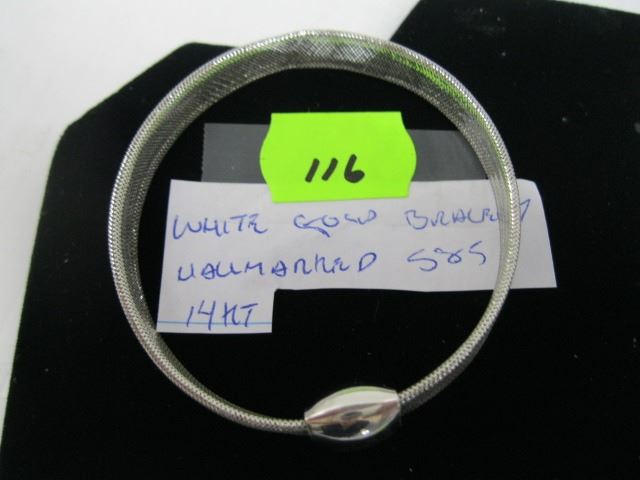 116
WHITE GOLD BRACELET
HALLMARKED 585
14KT